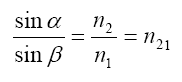 sin α / sin β = n₂ / n₁ = n₂₁